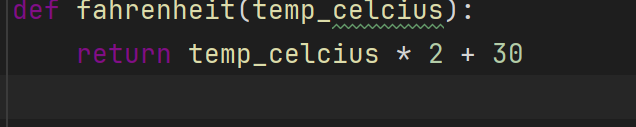 def fahrenheit(temp_celcius):
    return temp_celcius * 2 + 30